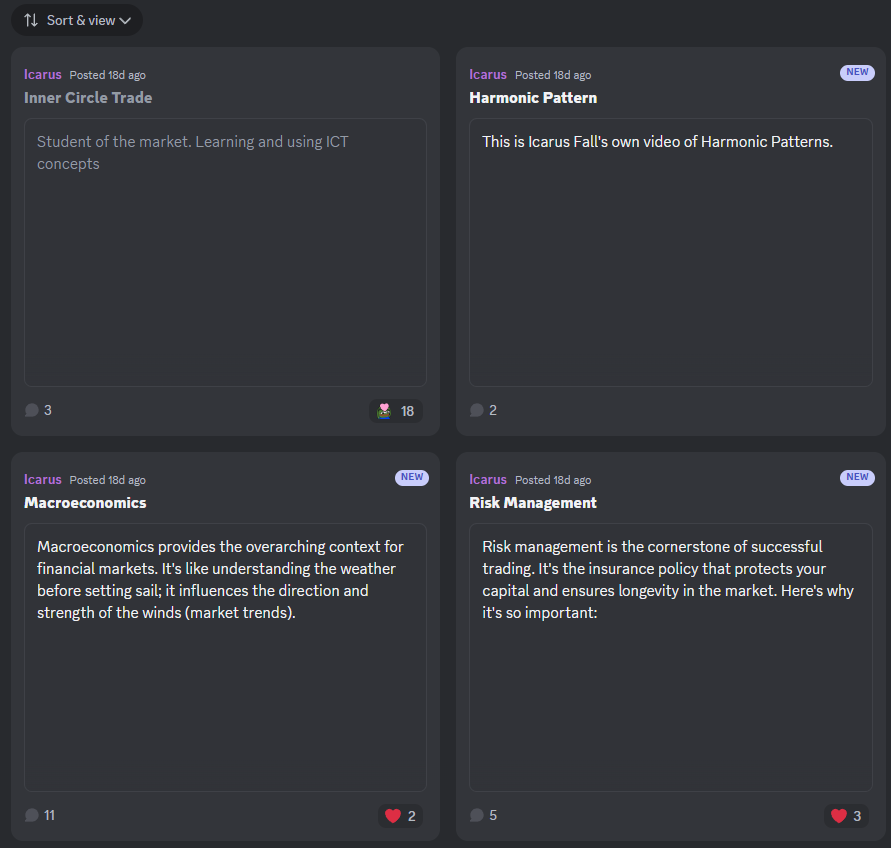 Sort & view
Icarus Posted 18d ago
Inner Circle Trade
Student of the market. Learning and using ICT
concepts
3
18
Icarus Posted 18d ago
NEW
Harmonic Pattern
This is Icarus Fall's own video of Harmonic Patterns.
2
Icarus Posted 18d ago
NEW
Macroeconomics
Macroeconomics provides the overarching context for
financial markets. It's like understanding the weather
before setting sail; it influences the direction and
strength of the winds (market trends).
11
2
Icarus Posted 18d ago
NEW
Risk Management
Risk management is the cornerstone of successful
trading. It's the insurance policy that protects your
capital and ensures longevity in the market. Here's why
it's so important:
5
3